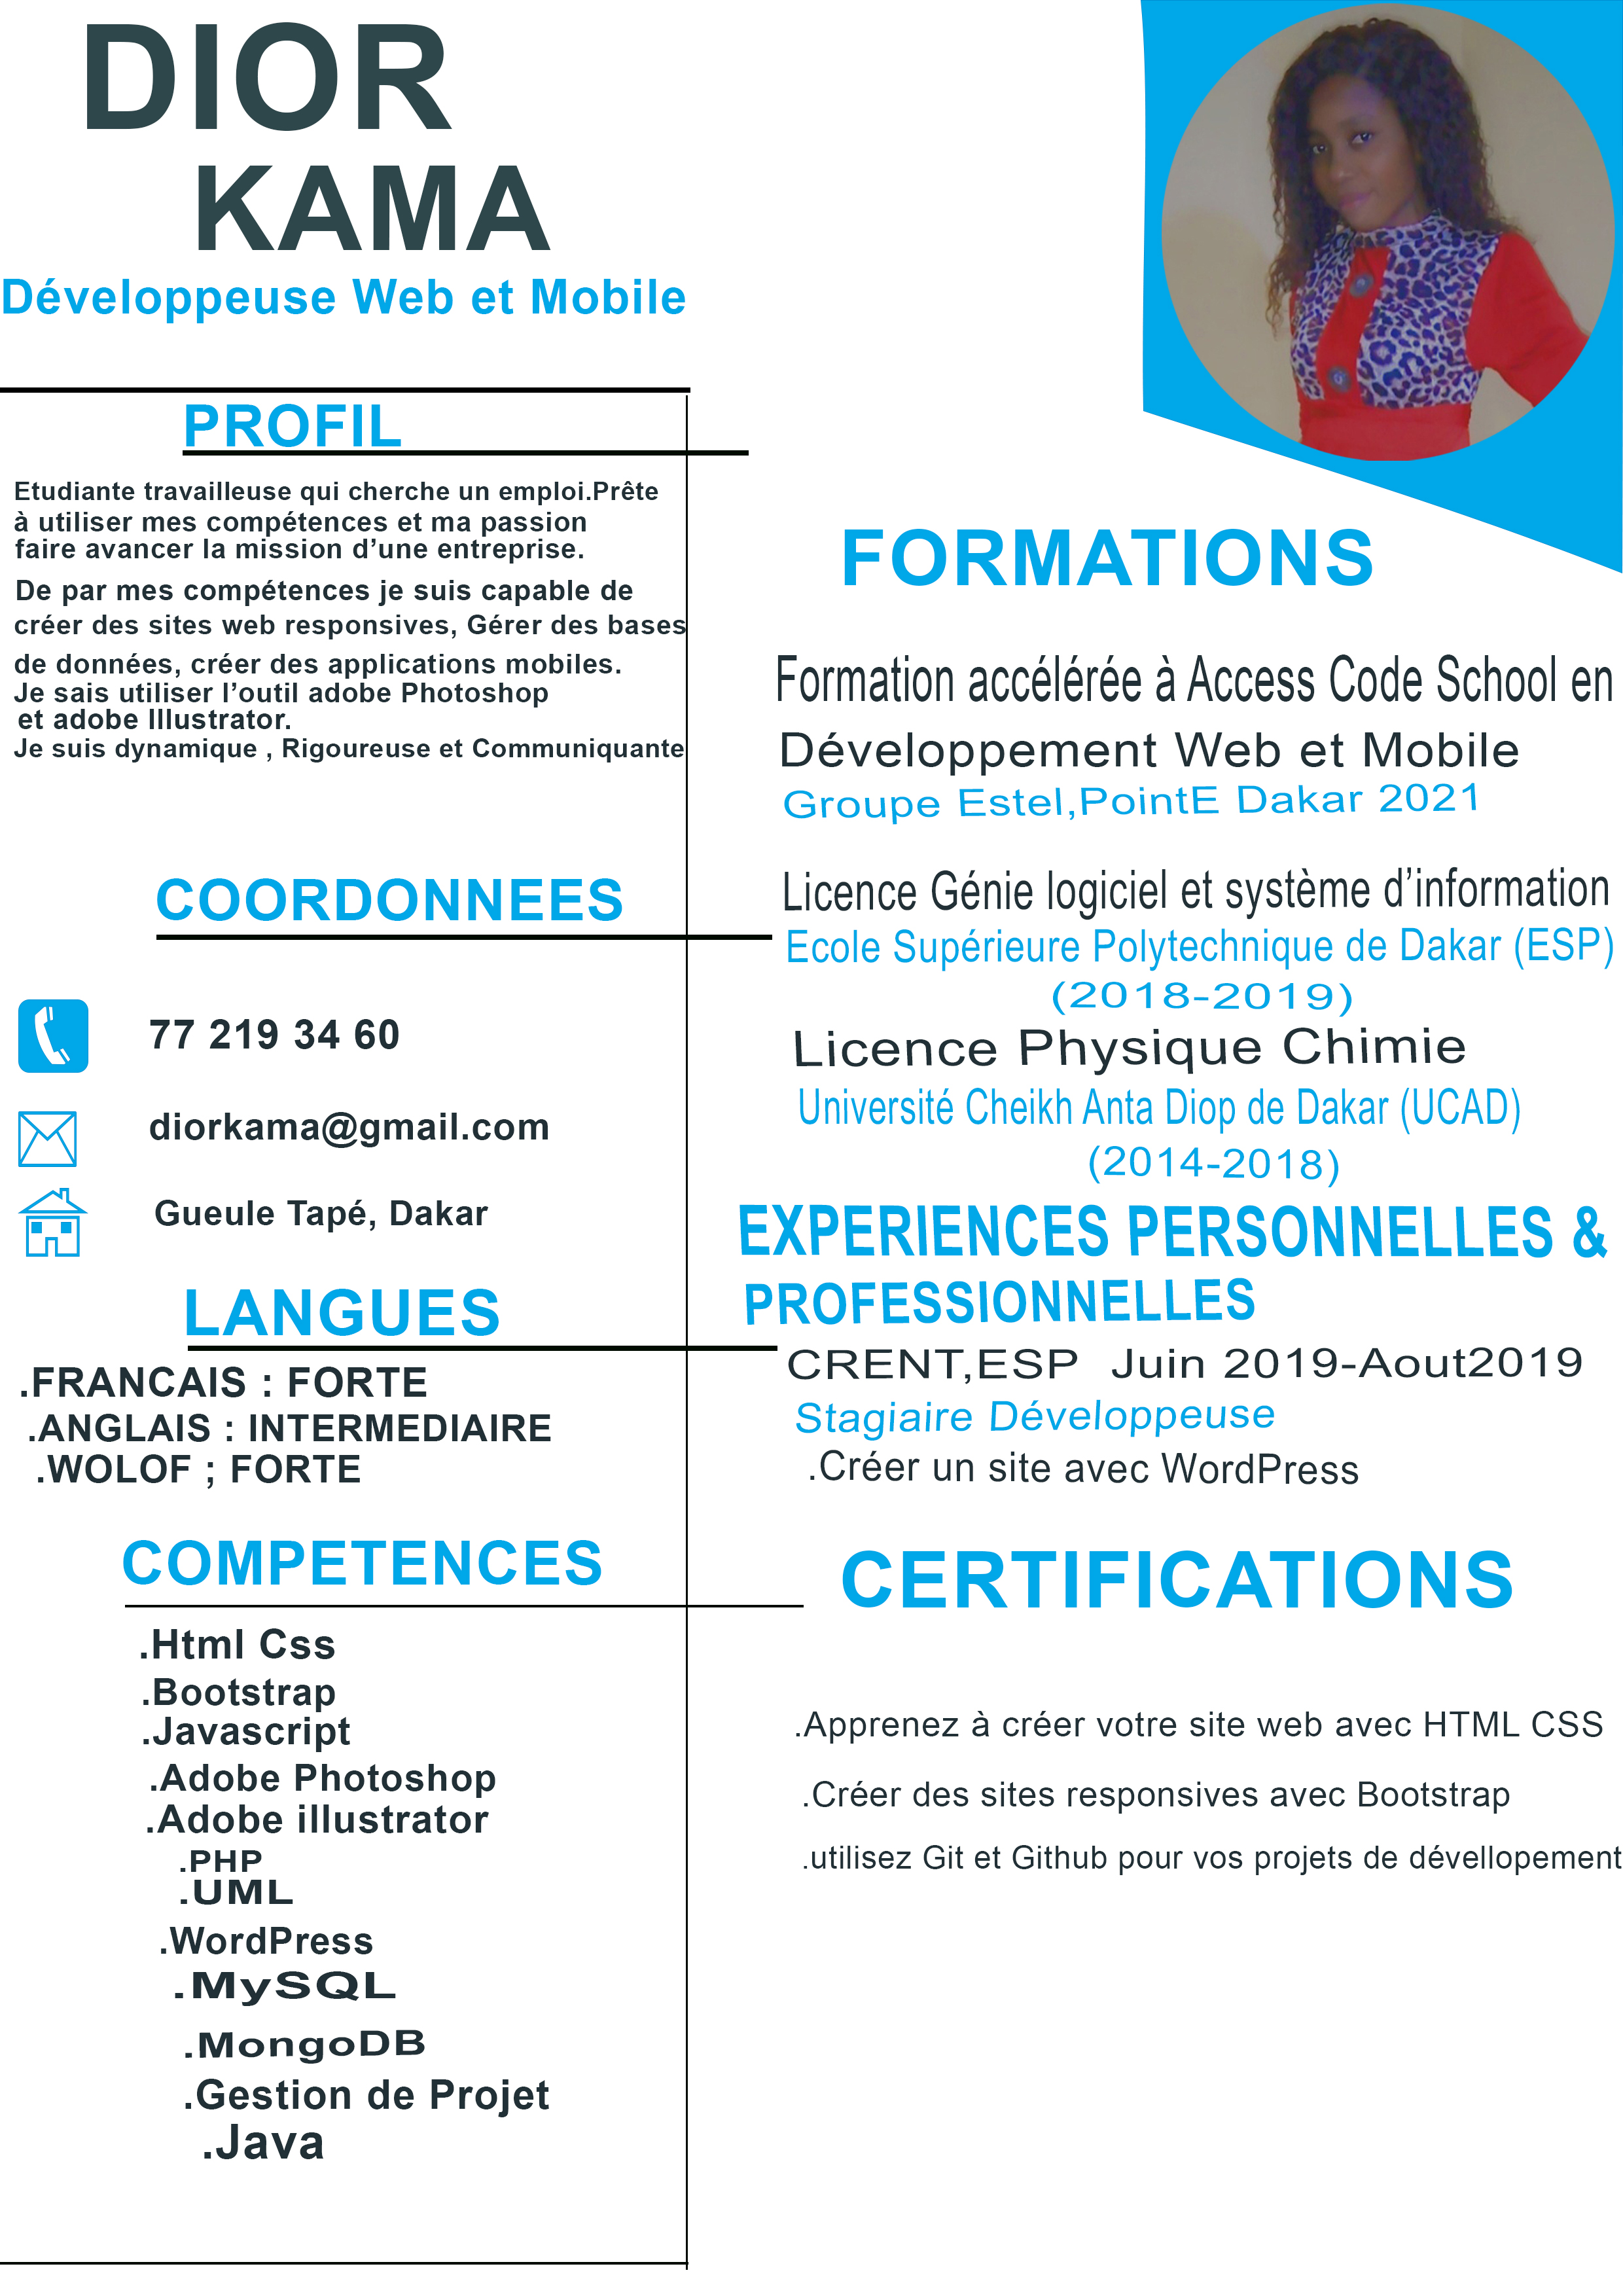 DIOR
KAMA
Développeuse Web et Mobile
PROFIL
Etudiante travailleuse qui cherche un emploi.Prête
à utiliser mes compétences et ma passion
faire avancer la mission d’une entreprise.
De par mes compétences je suis capable de
créer des sites web responsives, Gérer des bases
de données, créer des applications mobiles.
Je sais utiliser l’outil adobe Photoshop
et adobe Illustrator.
Je suis dynamique , Rigoureuse et Communiquante
COORDONNEES
77 219 34 60
diorkama@gmail.com
Gueule Tapé, Dakar
LANGUES
.FRANCAIS : FORTE
.ANGLAIS : INTERMEDIAIRE
.WOLOF ; FORTE
COMPETENCES
.Html Css
.Bootstrap
.Javascript
.Adobe Photoshop
.Adobe illustrator
.PHP
.UML
.WordPress
.MySQL
.MongoDB
.Gestion de Projet
.Java
FORMATIONS
Formation accélérée à Access Code School en
Développement Web et Mobile
Groupe Estel,PointE Dakar 2021
Licence Génie logiciel et système d’information
Ecole Supérieure Polytechnique de Dakar (ESP)
(2018-2019)
Licence Physique Chimie
Université Cheikh Anta Diop de Dakar (UCAD)
(2014-2018)
EXPERIENCES PERSONNELLES &
PROFESSIONNELLES
CRENT,ESP Juin 2019-Aout2019
Stagiaire Développeuse
.Créer un site avec WordPress
CERTIFICATIONS
.Apprenez à créer votre site web avec HTML CSS
.Créer des sites responsives avec Bootstrap
.utilisez Git et Github pour vos projets de dévellopement